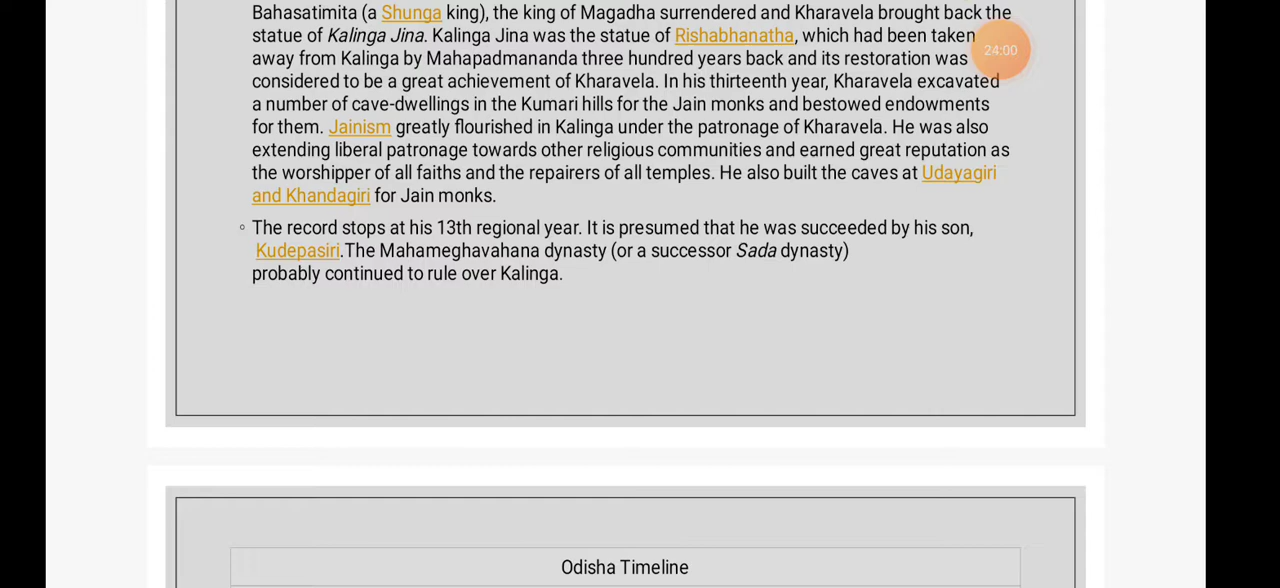 Bahasatimita (a Shunga king), the king of Magadha surrendered and Kharavela brought back the
statue of Kalinga Jina. Kalinga Jina was the statue of Rishabhanatha, which had been taken
24:00
away from Kalinga by Mahapadmananda three hundred years back and its restoration was
considered to be a great achievement of Kharavela. In his thirteenth year, Kharavela excavated
a number of cave-dwellings in the Kumari hills for the Jain monks and bestowed endowments
for them. Jainism greatly flourished in Kalinga under the patronage of Kharavela. He was also
extending liberal patronage towards other religious communities and earned great reputation as
the worshipper of all faiths and the repairers of all temples. He also built the caves at Udayagiri
and Khandagiri for Jain monks.
◦ The record stops at his 13th regional year. It is presumed that he was succeeded by his son,
Kudepasiri.The Mahameghavahana dynasty (or a successor Sada dynasty)
probably continued to rule over Kalinga.
Odisha Timeline